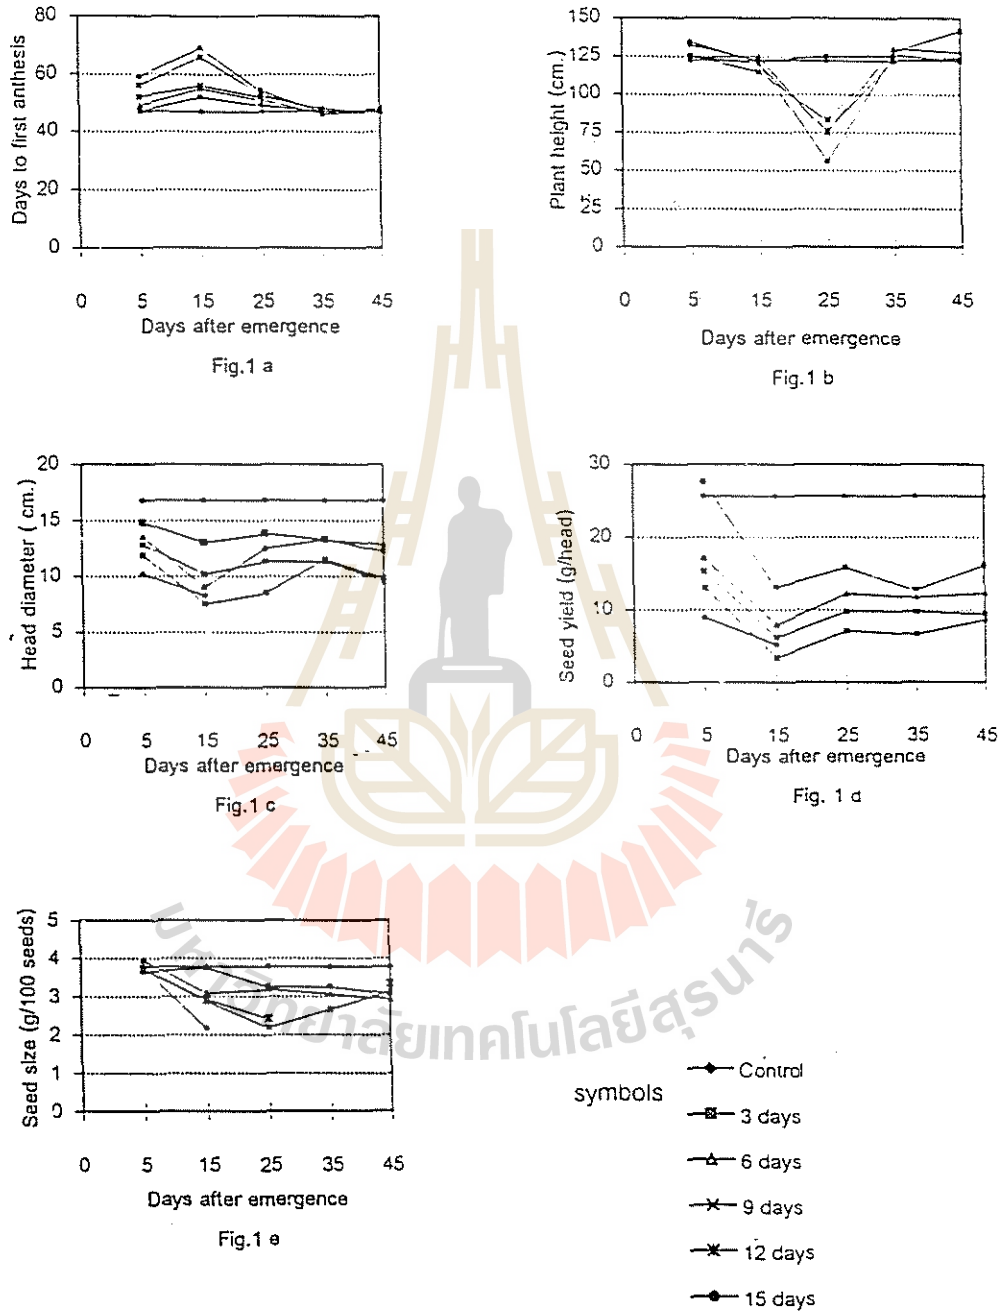 Days to first anthesis
80
60
40
20
0
0 5 15 25 35 45
Days after emergence
Fig.1 a
Plant height (cm.)
150
125
100
75
50
25
0
0 5 15 25 35 45
Days after emergence
Fig.1 b
Head diameter ( cm.)
20
15
10
5
0
0 5 15 25 35 45
Days after emergence
Fig.1 c
Seed yield (g/head)
30
20
10
0
0 5 15 25 35 45
Days after emergence
Fig. 1 d
Seed size (g/100 seeds)
5
4
3
2
1
0
0 5 15 25 35 45
Days after emergence
Fig.1 e
มหาวิทยาลัยเทคโนโลยีสุรนารี
symbols
Control
3 days
6 days
9 days
12 days
15 days